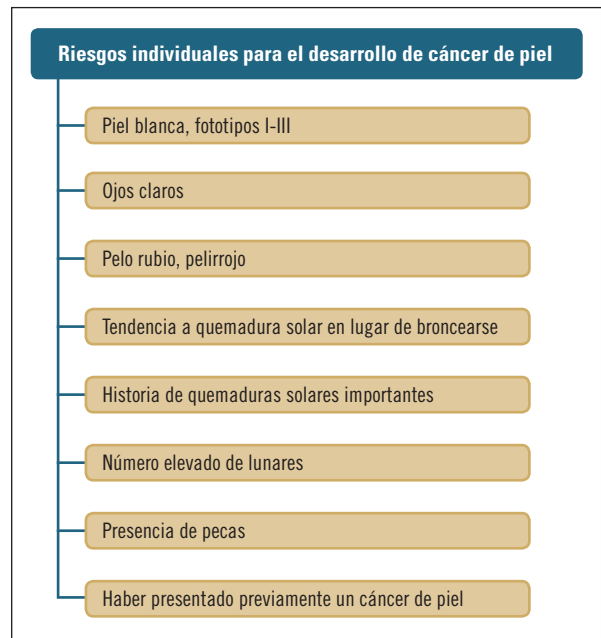 Riesgos individuales para el desarrollo de cáncer de piel
Piel blanca, fototipos I-III
Ojos claros
Pelo rubio, pelirrojo
Tendencia a quemadura solar en lugar de broncearse
Historia de quemaduras solares importantes
Número elevado de lunares
Presencia de pecas
Haber presentado previamente un cáncer de piel